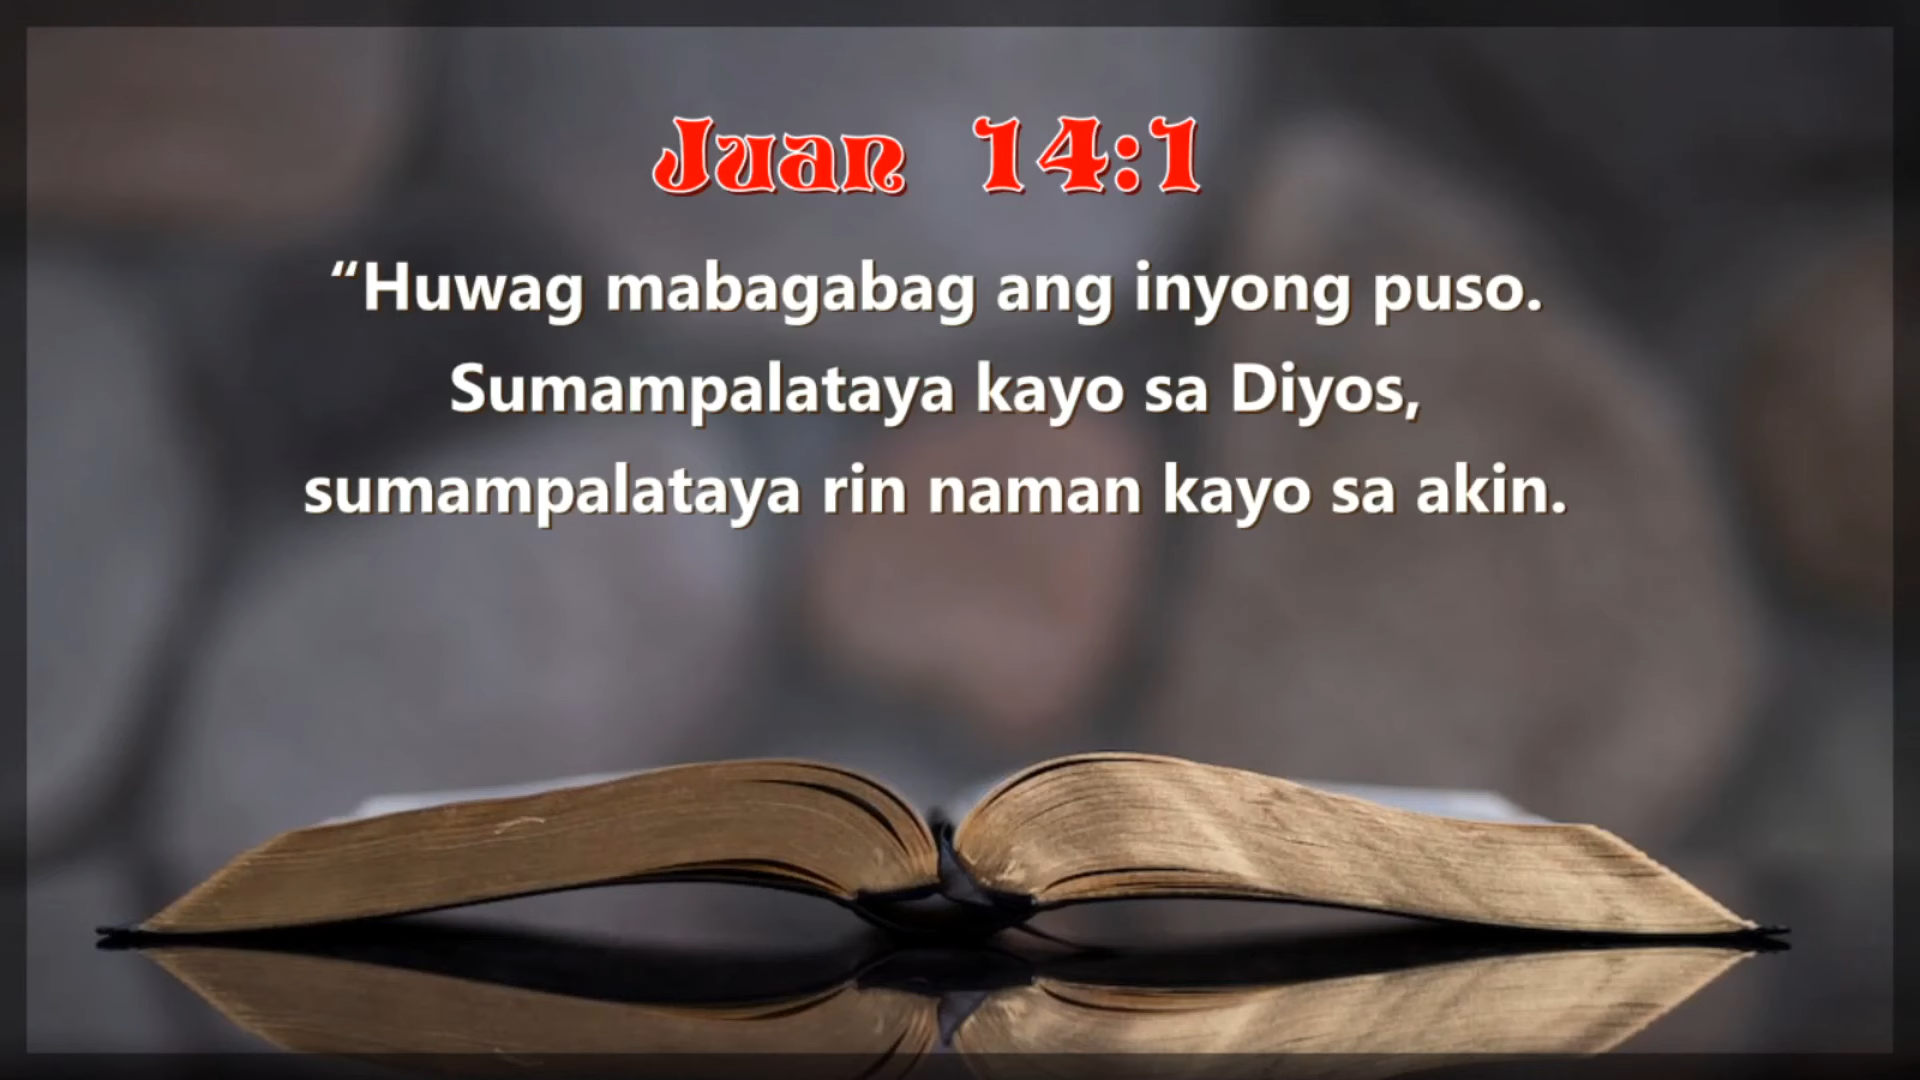 Juan 14:1
“Huwag mabagabag ang inyong puso.
Sumampalataya kayo sa Diyos,
sumampalataya rin naman kayo sa akin.